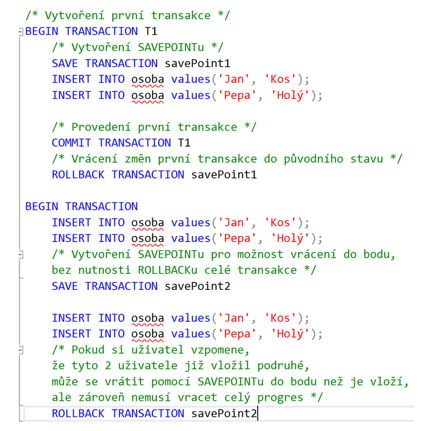 /* Vytvoření první transakce */
BEGIN TRANSACTION T1
/* Vytvoření SAVEPOINTu */
SAVE TRANSACTION savePoint1
INSERT INTO osoba values('Jan', 'Kos');
INSERT INTO osoba values('Pepa', 'Holý');
/* Provedení první transakce */
COMMIT TRANSACTION T1
/* Vrácení změn první transakce do původního stavu */
ROLLBACK TRANSACTION savePoint1
BEGIN TRANSACTION
INSERT INTO osoba values('Jan', 'Kos');
INSERT INTO osoba values('Pepa', 'Holý');
/* Vytvoření SAVEPOINTu pro možnost vrácení do bodu,
bez nutnosti ROLLBACKu celé transakce */
SAVE TRANSACTION savePoint2
INSERT INTO osoba values('Jan', 'Kos');
INSERT INTO osoba values('Pepa', 'Holý');
/* Pokud si uživatel vzpomene,
že tyto 2 uživatele již vložil podruhé,
může se vrátit pomocí SAVEPOINTu do bodu než je vloží,
ale zároveň nemusí vracet celý progres */
ROLLBACK TRANSACTION savePoint2